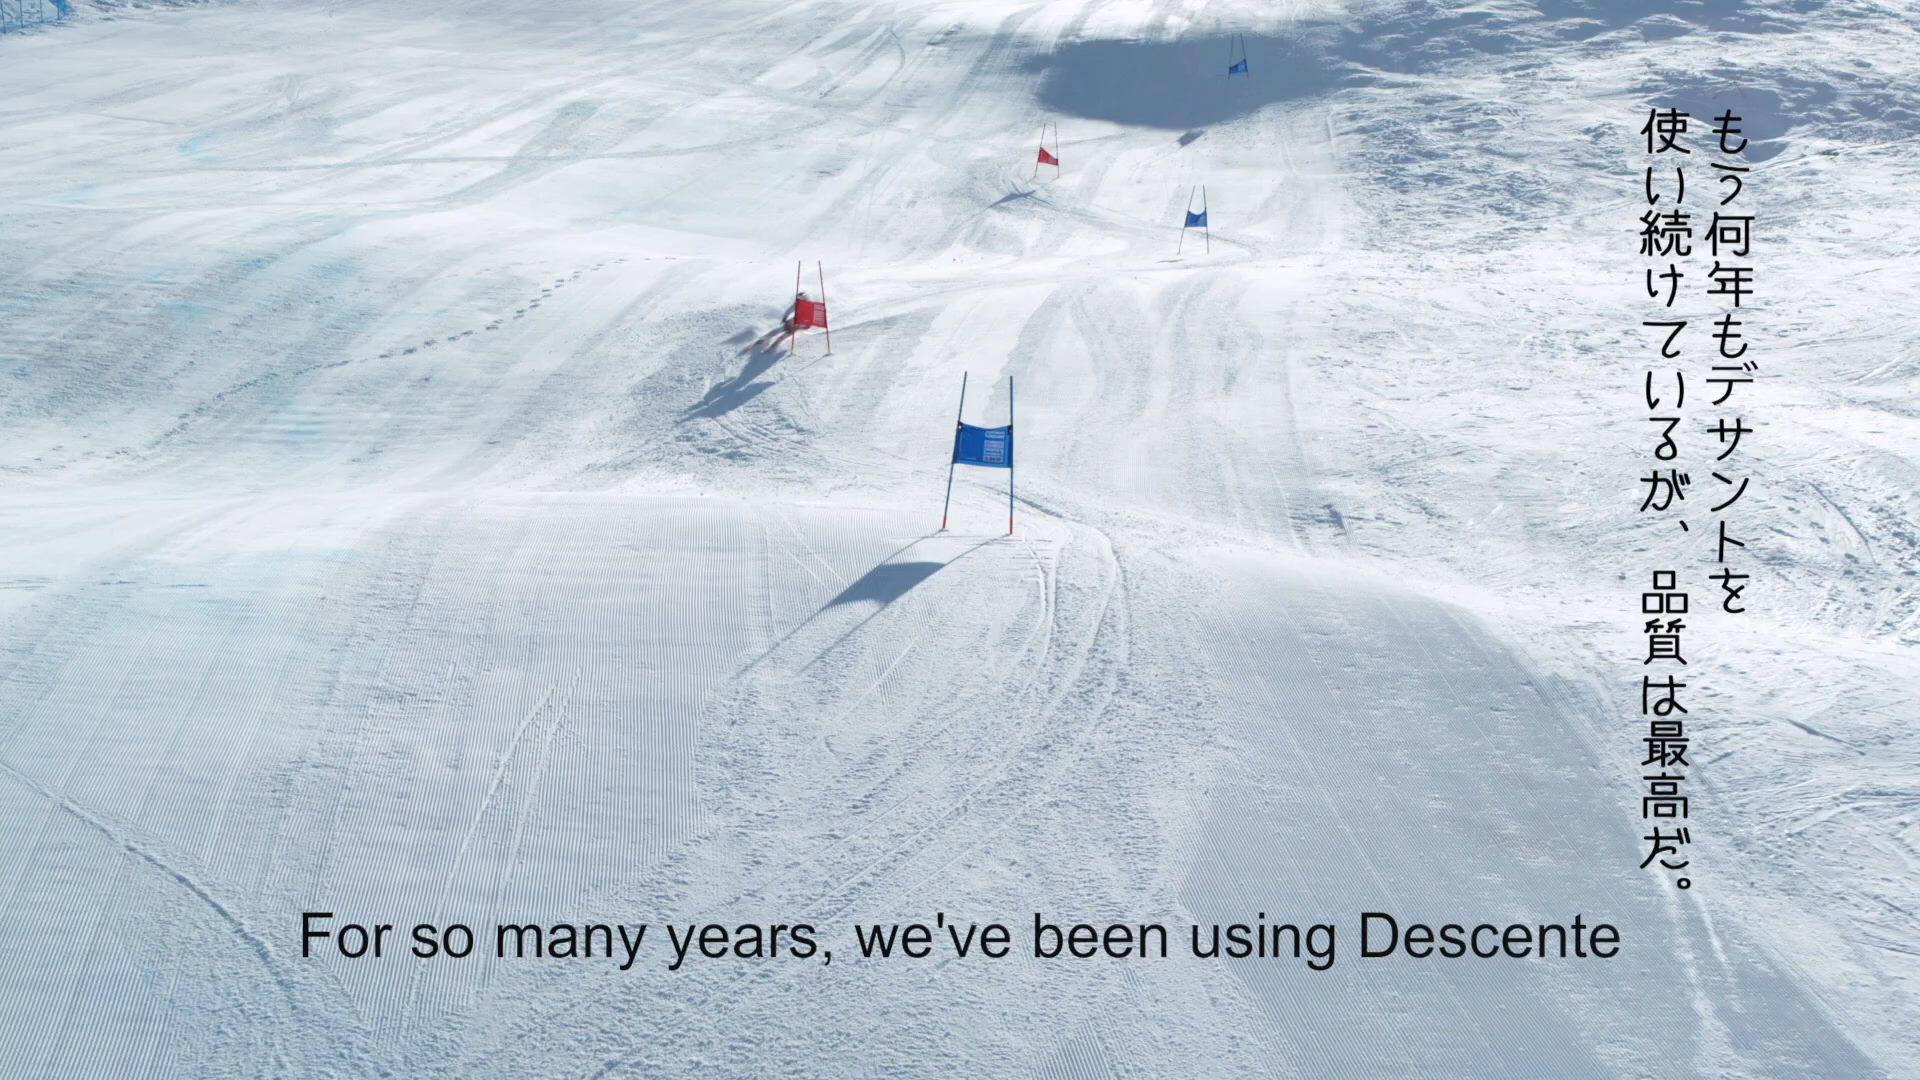 もう何年もデサントを
使い続けているが、品質は最高だ。
For so many years, we've been using Descente